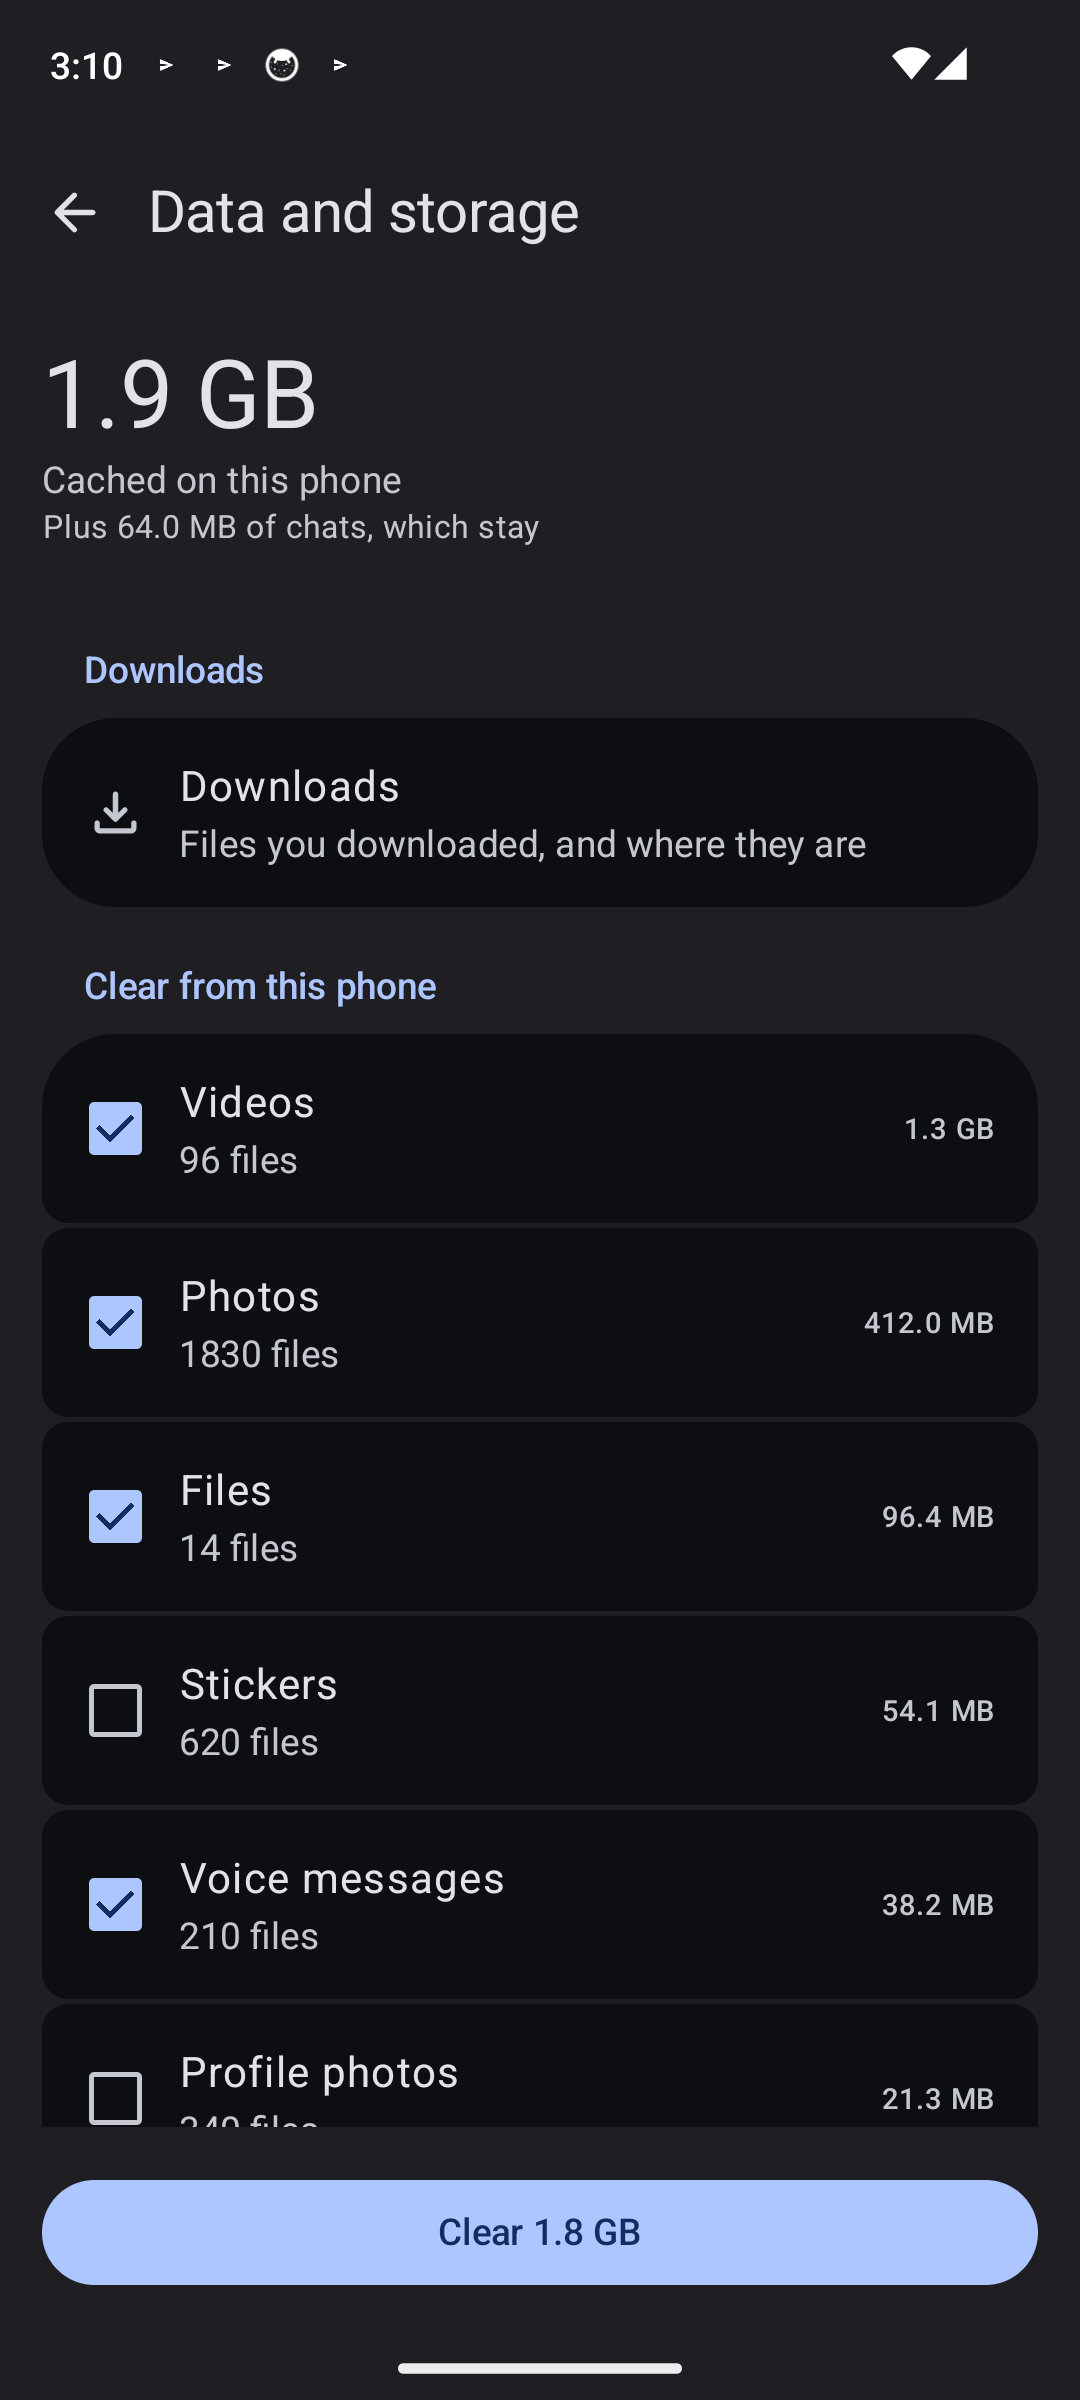 3:10
Data and storage
1.9 GB
Cached on this phone
Plus 64.0 MB of chats, which stay
Downloads
Downloads
Files you downloaded, and where they are
Clear from this phone
Videos
1.3 GB
96 files
Photos
412.0 MB
1830 files
Files
96.4 MB
14 files
Stickers
54.1 MB
620 files
Voice messages
38.2 MB
210 files
Profile photos
21.3 MB
files
Clear 1.8 GB